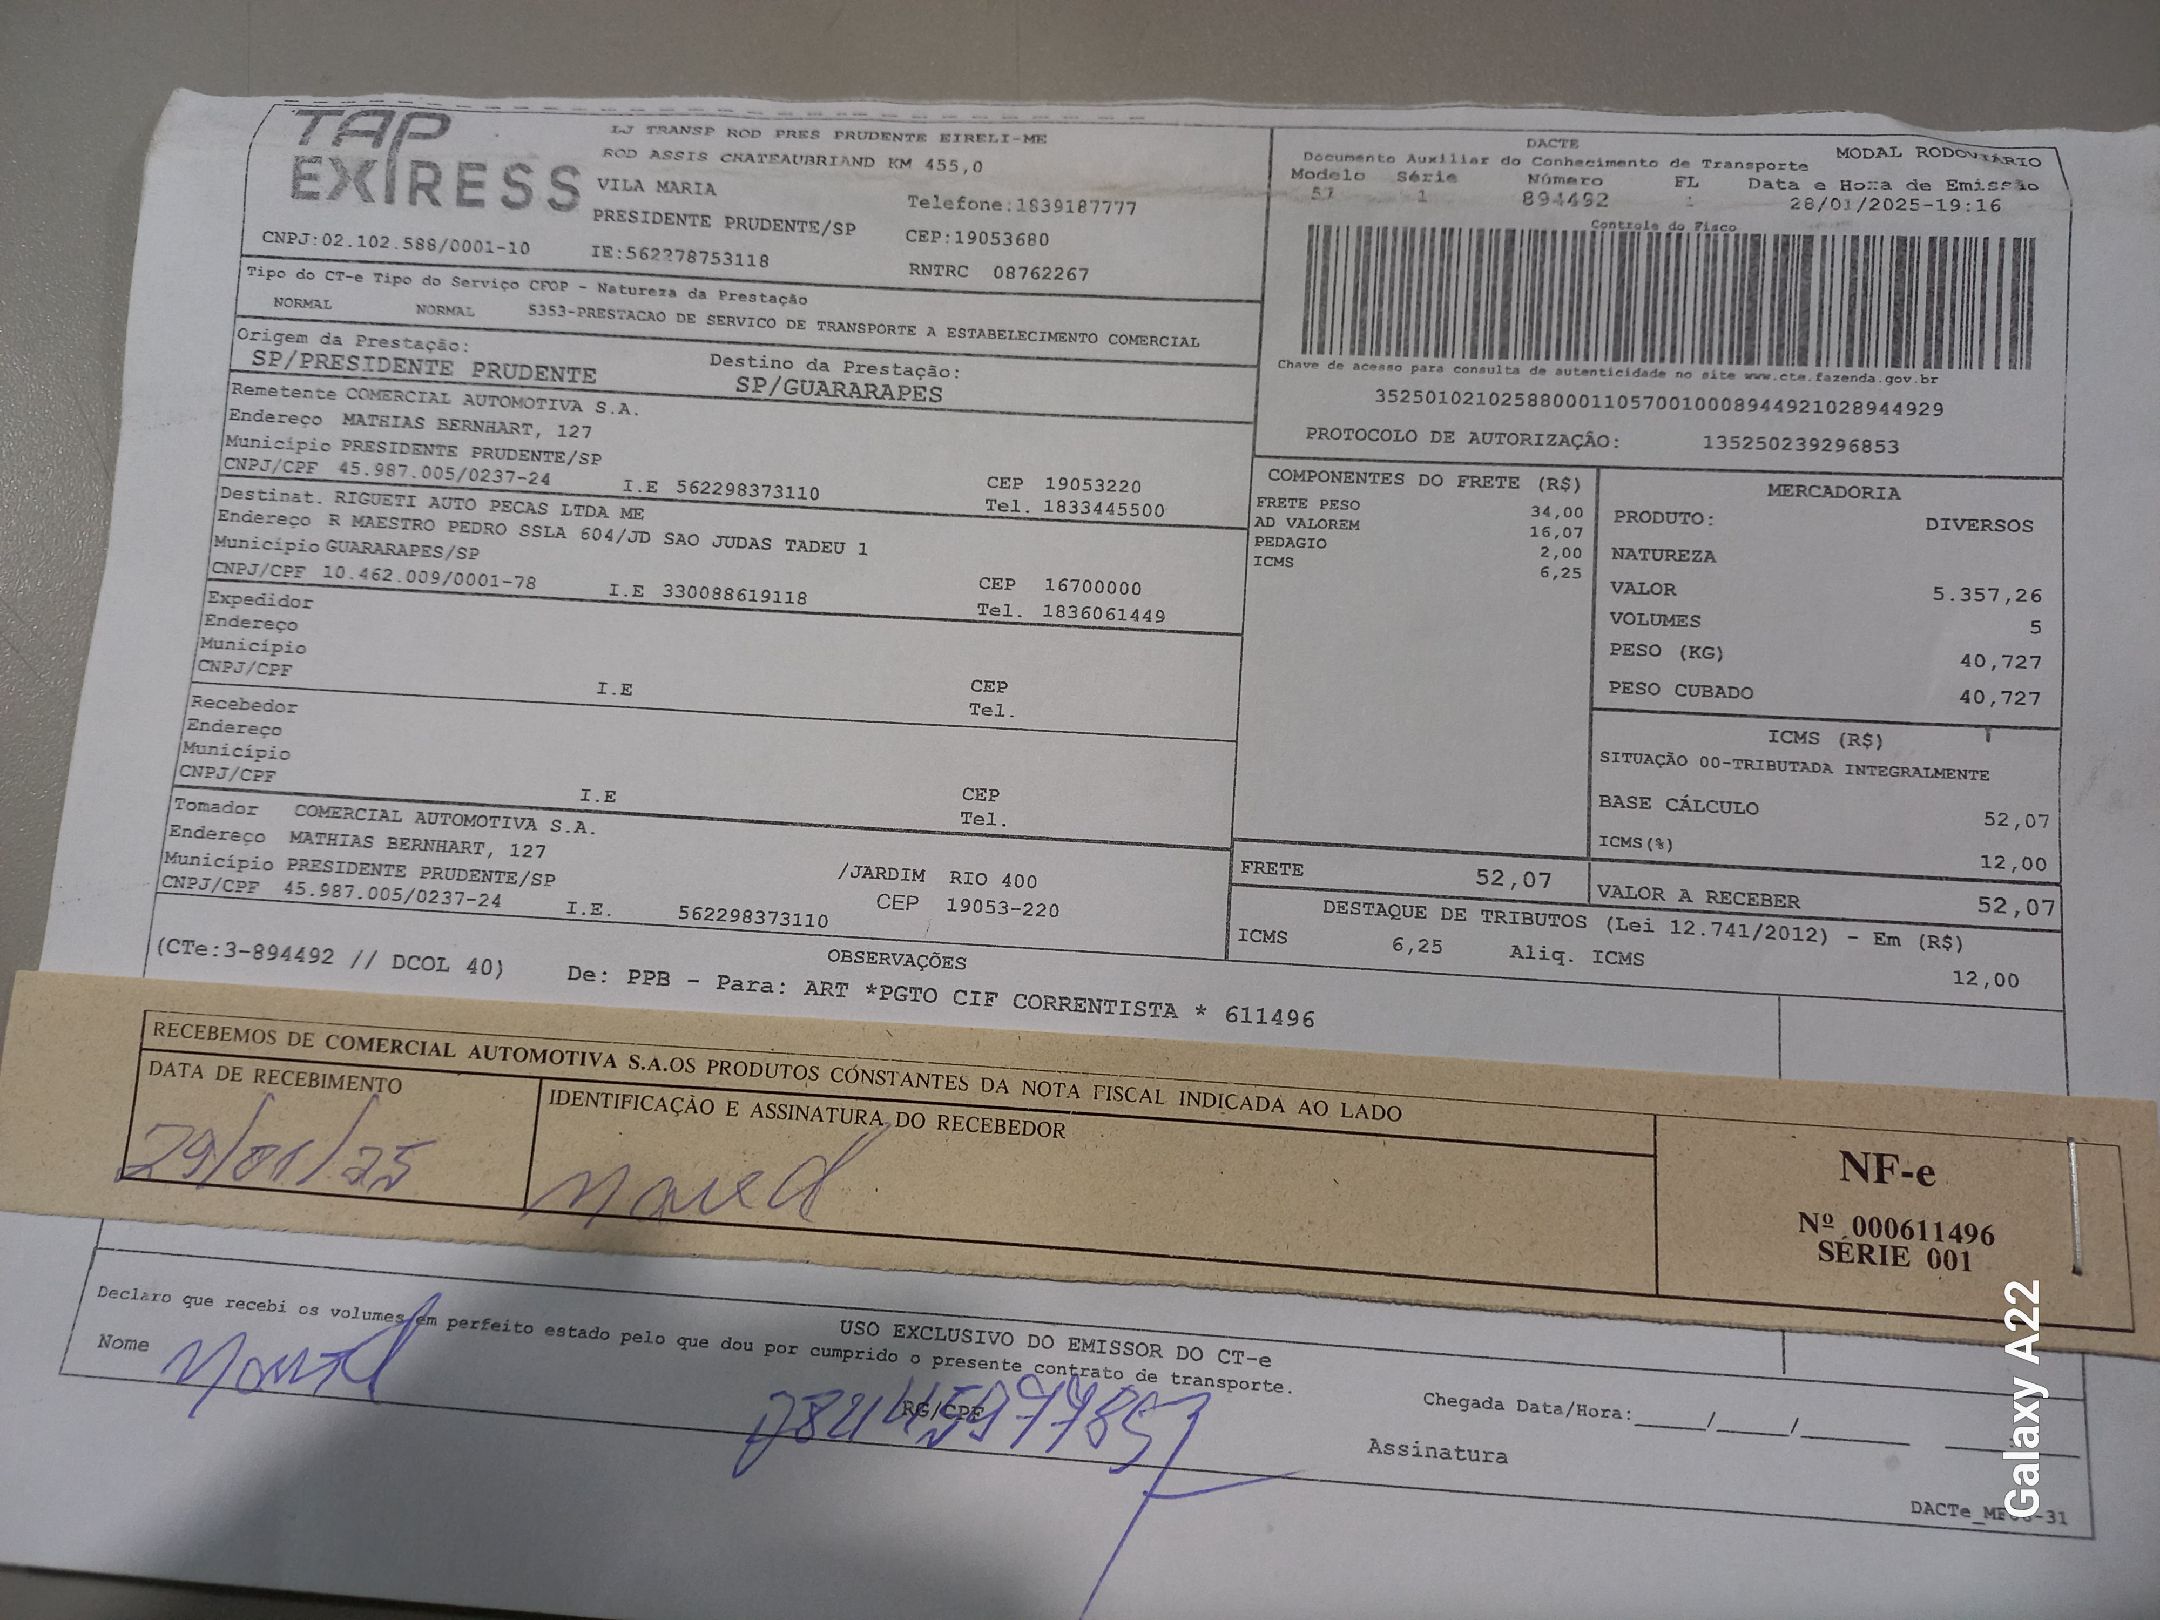 TAP
EXPRESS
LJ TRANSP ROD PRES PRUDENTE EIRELI-ME
ROD ASSIS CHATEAUBRIAND KM 455,0
VILA MARIA
Telefone:1839187777
PRESIDENTE PRUDENTE/SP
CEP:19053680
CNPJ:02.102.588/0001-10
IE:562278753118
RNTRC 08762267
DACTE
MODAL RODOVIÁRIO
Documento Auxiliar do Conhecimento de Transporte
Modelo Série Número FL Data e Hora de Emissão
57 1 894492 1 28/01/2025-19:16
Controle do Fisco
Chave de acesso para consulta de autenticidade no site www.cte.fazenda.gov.br
35250102102588000110570010008944921028944929
PROTOCOLO DE AUTORIZAÇÃO: 135250239296853
Tipo do CT-e Tipo do Serviço CFOP - Natureza da Prestação
NORMAL NORMAL 5353-PRESTACAO DE SERVICO DE TRANSPORTE A ESTABELECIMENTO COMERCIAL
Origem da Prestação: Destino da Prestação:
SP/PRESIDENTE PRUDENTE SP/GUARARAPES
Remetente COMERCIAL AUTOMOTIVA S.A.
Endereço MATHIAS BERNHART, 127
Município PRESIDENTE PRUDENTE/SP CEP 19053220
CNPJ/CPF 45.987.005/0237-24 I.E 562298373110 Tel. 1833445500
Destinat. RIGUETI AUTO PECAS LTDA ME
Endereço R MAESTRO PEDRO SSLA 604/JD SAO JUDAS TADEU 1
Município GUARARAPES/SP CEP 16700000
CNPJ/CPF 10.462.009/0001-78 I.E 330088619118 Tel. 1836061449
Expedidor
Endereço
Município CEP
CNPJ/CPF I.E Tel.
Recebedor
Endereço
Município CEP
CNPJ/CPF I.E Tel.
Tomador COMERCIAL AUTOMOTIVA S.A.
Endereço MATHIAS BERNHART, 127 /JARDIM RIO 400
Município PRESIDENTE PRUDENTE/SP CEP 19053-220
CNPJ/CPF 45.987.005/0237-24 I.E. 562298373110
COMPONENTES DO FRETE (R$)
FRETE PESO 34,00
AD VALOREM 16,07
PEDAGIO 2,00
ICMS 6,25
MERCADORIA
PRODUTO: DIVERSOS
NATUREZA
VALOR 5.357,26
VOLUMES 5
PESO (KG) 40,727
PESO CUBADO 40,727
ICMS (R$)
SITUAÇÃO 00-TRIBUTADA INTEGRALMENTE
BASE CÁLCULO 52,07
ICMS(%) 12,00
FRETE 52,07 VALOR A RECEBER 52,07
DESTAQUE DE TRIBUTOS (Lei 12.741/2012) - Em (R$)
ICMS 6,25 Aliq. ICMS 12,00
OBSERVAÇÕES
(CTe:3-894492 // DCOL 40) De: PPB - Para: ART *PGTO CIF CORRENTISTA * 611496
RECEBEMOS DE COMERCIAL AUTOMOTIVA S.A.OS PRODUTOS CONSTANTES DA NOTA FISCAL INDICADA AO LADO
DATA DE RECEBIMENTO
29/01/25
IDENTIFICAÇÃO E ASSINATURA DO RECEBEDOR
NF-e
Nº 000611496
SÉRIE 001
USO EXCLUSIVO DO EMISSOR DO CT-e
Declaro que recebi os volumes em perfeito estado pelo que dou por cumprido o presente contrato de transporte.
Nome
RG/CPF
Chegada Data/Hora:____/____/____
Assinatura
Galaxy A22